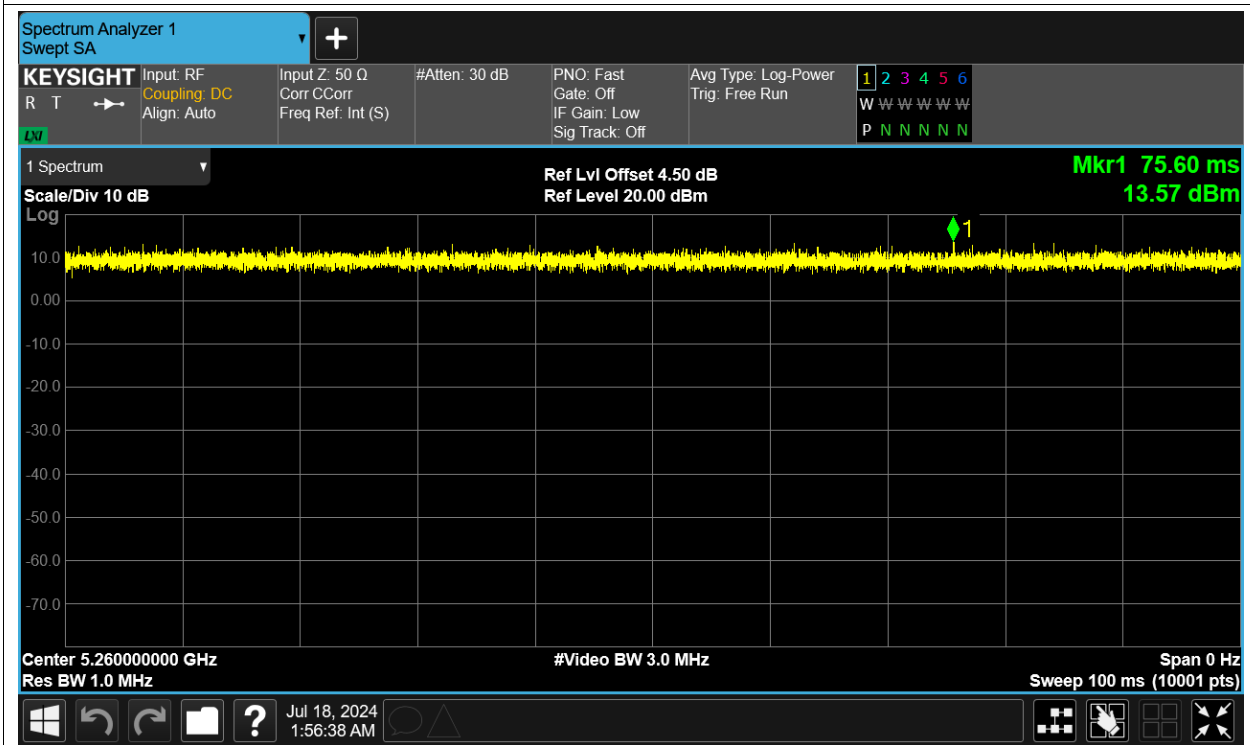 Spectrum Analyzer 1
Swept SA
KEYSIGHT
R T
LXI
Input: RF
Coupling: DC
Align: Auto
Input Z: 50 Ω
Corr CCorr
Freq Ref: Int (S)
#Atten: 30 dB
PNO: Fast
Gate: Off
IF Gain: Low
Sig Track: Off
Avg Type: Log-Power
Trig: Free Run
1 2 3 4 5 6
W W W W W W
P N N N N N
1 Spectrum
Scale/Div 10 dB
Log
Ref Lvl Offset 4.50 dB
Ref Level 20.00 dBm
Mkr1 75.60 ms
13.57 dBm
1
10.0
0.00
-10.0
-20.0
-30.0
-40.0
-50.0
-60.0
-70.0
Center 5.260000000 GHz
Res BW 1.0 MHz
#Video BW 3.0 MHz
Span 0 Hz
Sweep 100 ms (10001 pts)
?
Jul 18, 2024
1:56:38 AM